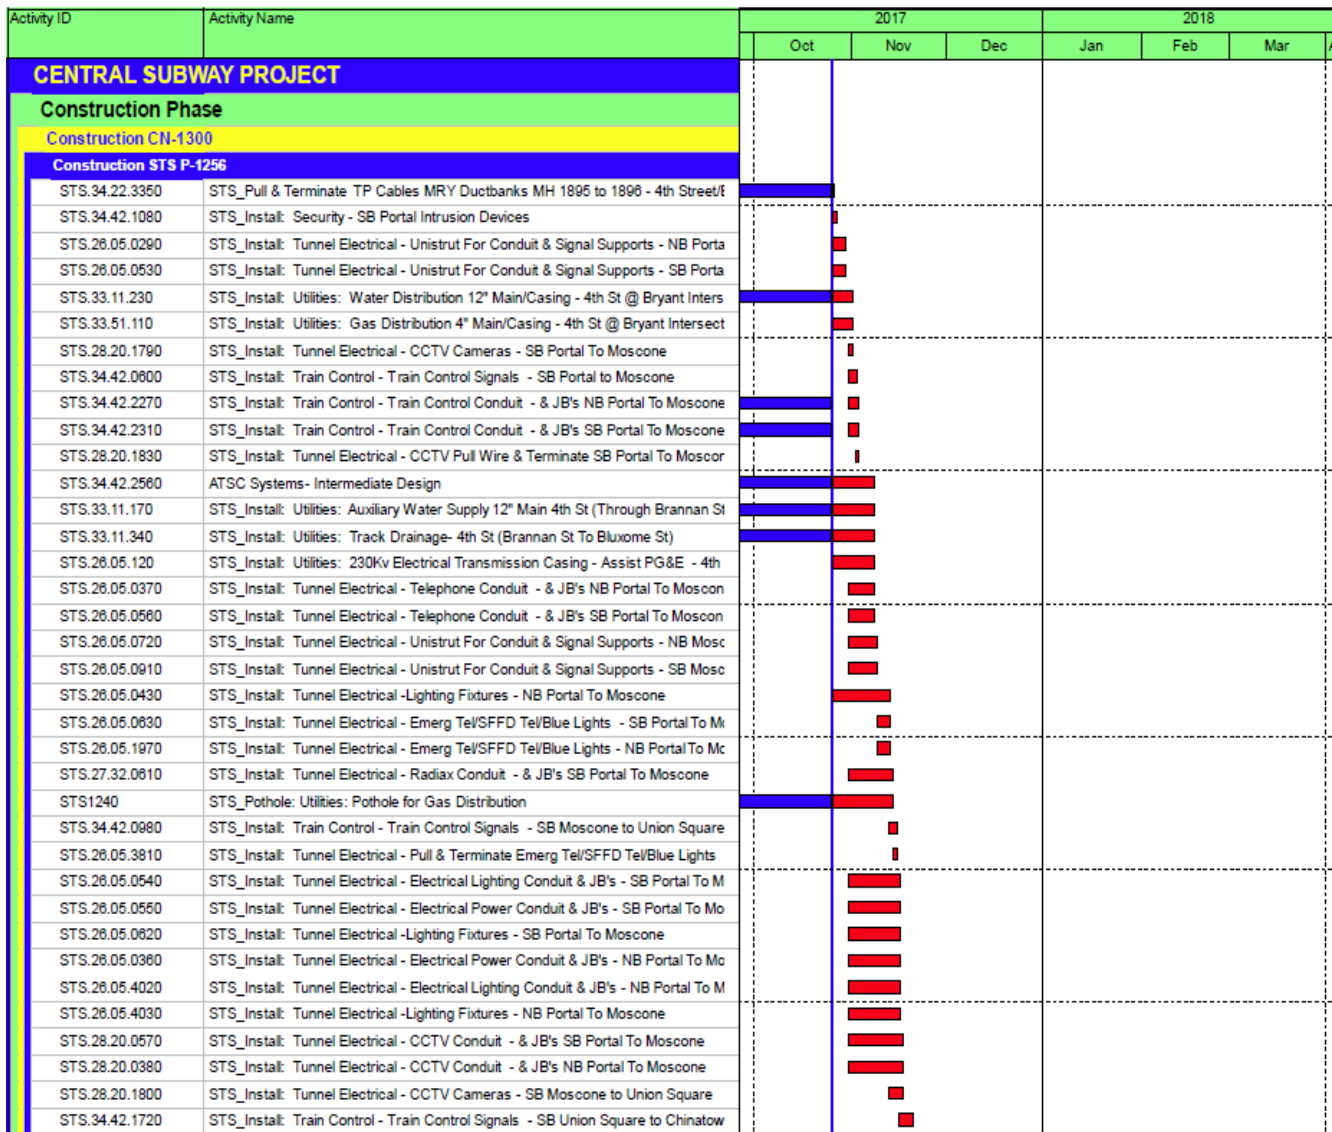 Activity ID Activity Name 2017 2018
Oct Nov Dec Jan Feb Mar
CENTRAL SUBWAY PROJECT
Construction Phase
Construction CN-1300
Construction STS P-1256
STS.34.22.3350 STS_Pull & Terminate TP Cables MRY Ductbanks MH 1895 to 1896 - 4th Street/
STS.34.42.1080 STS_Install: Security - SB Portal Intrusion Devices
STS.26.05.0290 STS_Install: Tunnel Electrical - Unistrut For Conduit & Signal Supports - NB Porta
STS.26.05.0530 STS_Install: Tunnel Electrical - Unistrut For Conduit & Signal Supports - SB Porta
STS.33.11.230 STS_Install: Utilities: Water Distribution 12" Main/Casing - 4th St @ Bryant Inters
STS.33.51.110 STS_Install: Utilities: Gas Distribution 4" Main/Casing - 4th St @ Bryant Intersect
STS.28.20.1790 STS_Install: Tunnel Electrical - CCTV Cameras - SB Portal To Moscone
STS.34.42.0600 STS_Install: Train Control - Train Control Signals - SB Portal to Moscone
STS.34.42.2270 STS_Install: Train Control - Train Control Conduit - & JB's NB Portal To Moscone
STS.34.42.2310 STS_Install: Train Control - Train Control Conduit - & JB's SB Portal To Moscone
STS.28.20.1830 STS_Install: Tunnel Electrical - CCTV Pull Wire & Terminate SB Portal To Moscor
STS.34.42.2560 ATSC Systems- Intermediate Design
STS.33.11.170 STS_Install: Utilities: Auxiliary Water Supply 12" Main 4th St (Through Brannan St
STS.33.11.340 STS_Install: Utilities: Track Drainage- 4th St (Brannan St To Bluxome St)
STS.26.05.120 STS_Install: Utilities: 230Kv Electrical Transmission Casing - Assist PG&E - 4th
STS.26.05.0370 STS_Install: Tunnel Electrical - Telephone Conduit - & JB's NB Portal To Moscon
STS.26.05.0560 STS_Install: Tunnel Electrical - Telephone Conduit - & JB's SB Portal To Moscon
STS.26.05.0720 STS_Install: Tunnel Electrical - Unistrut For Conduit & Signal Supports - NB Mosc
STS.26.05.0910 STS_Install: Tunnel Electrical - Unistrut For Conduit & Signal Supports - SB Mosc
STS.26.05.0430 STS_Install: Tunnel Electrical -Lighting Fixtures - NB Portal To Moscone
STS.26.05.0630 STS_Install: Tunnel Electrical - Emerg Tel/SFFD Tel/Blue Lights - SB Portal To Mo
STS.26.05.1970 STS_Install: Tunnel Electrical - Emerg Tel/SFFD Tel/Blue Lights - NB Portal To Mc
STS.27.32.0610 STS_Install: Tunnel Electrical - Radiax Conduit - & JB's SB Portal To Moscone
STS1240 STS_Pothole: Utilities: Pothole for Gas Distribution
STS.34.42.0980 STS_Install: Train Control - Train Control Signals - SB Moscone to Union Square
STS.26.05.3810 STS_Install: Tunnel Electrical - Pull & Terminate Emerg Tel/SFFD Tel/Blue Lights
STS.26.05.0540 STS_Install: Tunnel Electrical - Electrical Lighting Conduit & JB's - SB Portal To M
STS.26.05.0550 STS_Install: Tunnel Electrical - Electrical Power Conduit & JB's - SB Portal To Mo
STS.26.05.0620 STS_Install: Tunnel Electrical -Lighting Fixtures - SB Portal To Moscone
STS.26.05.0360 STS_Install: Tunnel Electrical - Electrical Power Conduit & JB's - NB Portal To Mc
STS.26.05.4020 STS_Install: Tunnel Electrical - Electrical Lighting Conduit & JB's - NB Portal To M
STS.26.05.4030 STS_Install: Tunnel Electrical -Lighting Fixtures - NB Portal To Moscone
STS.28.20.0570 STS_Install: Tunnel Electrical - CCTV Conduit - & JB's SB Portal To Moscone
STS.28.20.0380 STS_Install: Tunnel Electrical - CCTV Conduit - & JB's NB Portal To Moscone
STS.28.20.1800 STS_Install: Tunnel Electrical - CCTV Cameras - SB Moscone to Union Square
STS.34.42.1720 STS_Install: Train Control - Train Control Signals - SB Union Square to Chinatow